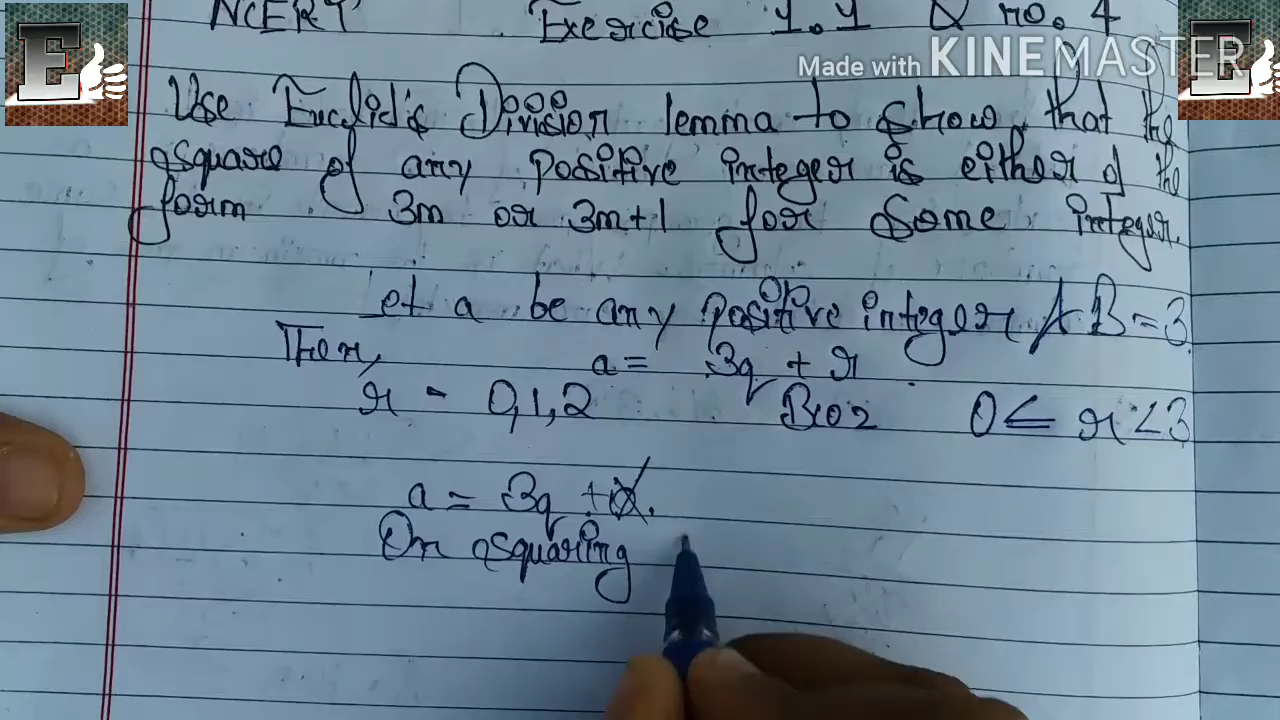 NCERT Exercise 1.1 Q no. 4
Made with KINEMASTER
Use Euclid's Division lemma to show that the
square of any positive integer is either of the
form 3m or 3m+1 for some integer.
Let a be any positive integer & B=3
Then, a = 3q + r
r = 0,1,2 Bcoz 0 ≤ r < 3
a = 3q +
On squaring
E
E